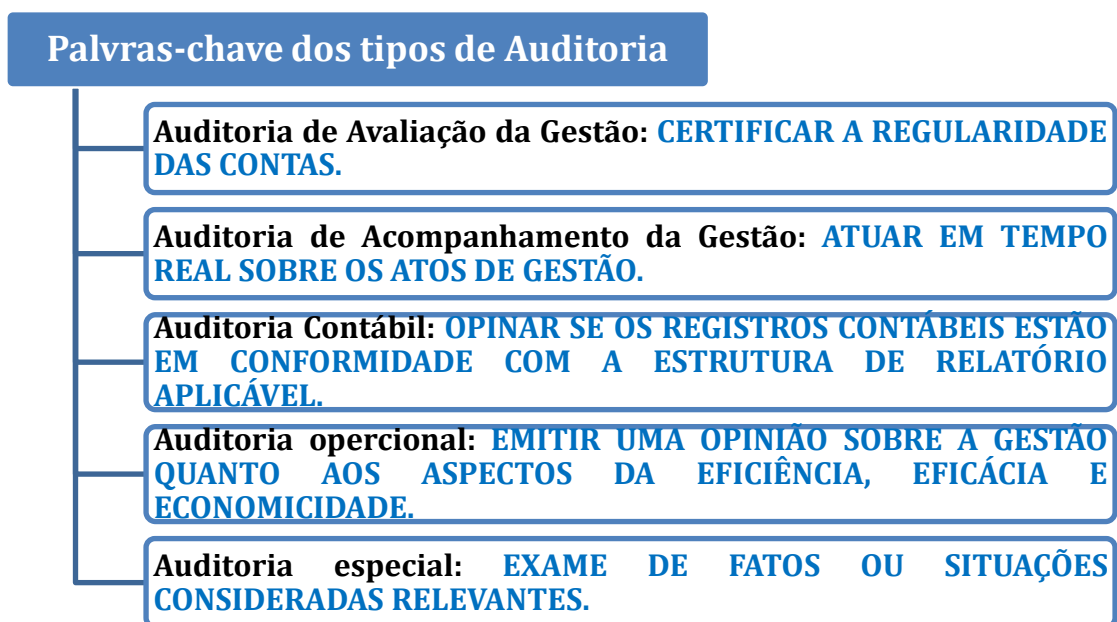 Palvras-chave dos tipos de Auditoria
Auditoria de Avaliação da Gestão: CERTIFICAR A REGULARIDADE
DAS CONTAS.
Auditoria de Acompanhamento da Gestão: ATUAR EM TEMPO
REAL SOBRE OS ATOS DE GESTÃO.
Auditoria Contábil: OPINAR SE OS REGISTROS CONTÁBEIS ESTÃO
EM CONFORMIDADE COM A ESTRUTURA DE RELATÓRIO
APLICÁVEL.
Auditoria opercional: EMITIR UMA OPINIÃO SOBRE A GESTÃO
QUANTO AOS ASPECTOS DA EFICIÊNCIA, EFICÁCIA E
ECONOMICIDADE.
Auditoria especial: EXAME DE FATOS OU SITUAÇÕES
CONSIDERADAS RELEVANTES.